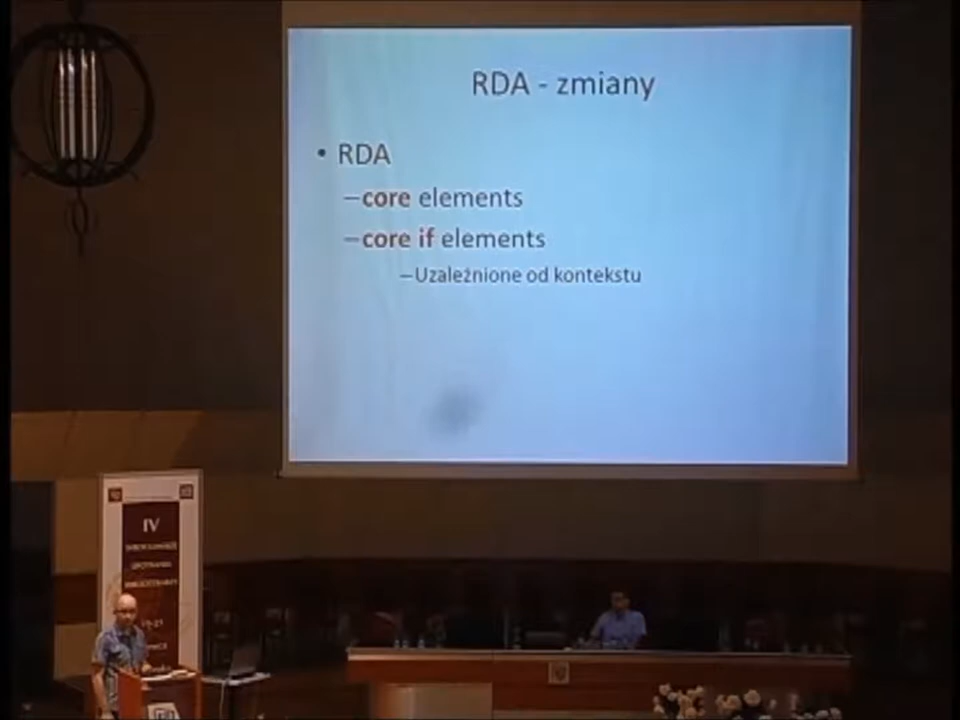 RDA - zmiany
• RDA
–core elements
–core if elements
–Uzależnione od kontekstu
IV